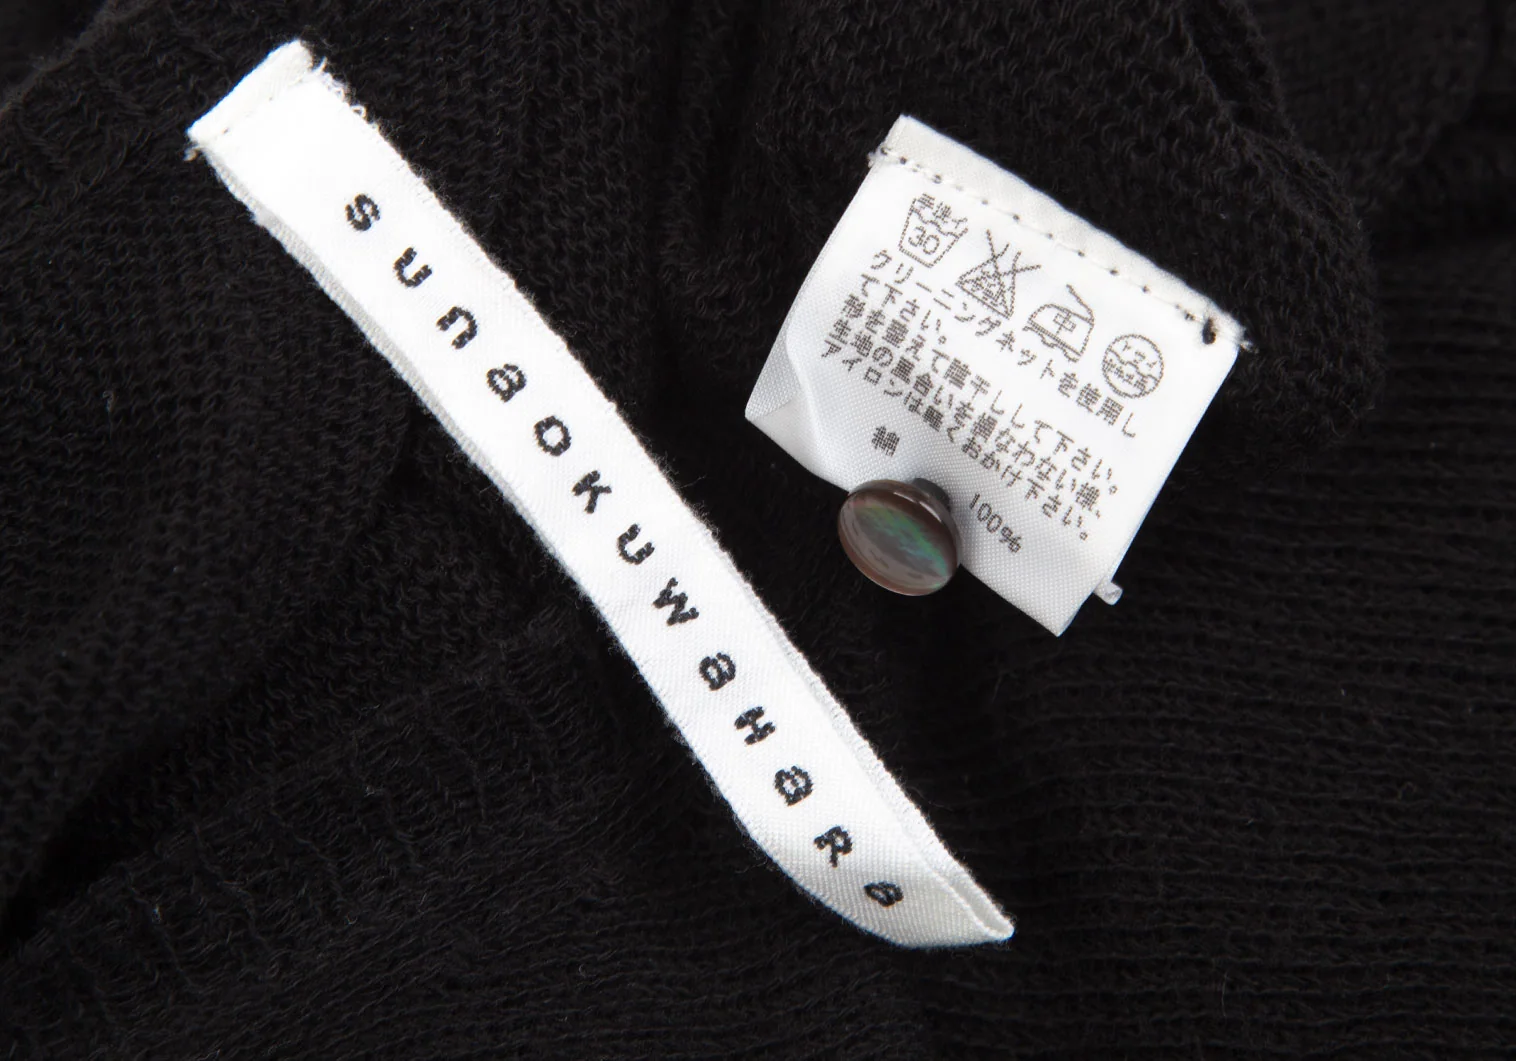 sunaokuwaHaRa
手洗イ
30
中
クリーニングネットを使用し
て下さい。
形を整えて陰干しして下さい。
生地の風合いを損なわない様、
アイロンは軽くおかけ下さい。
綿 100%